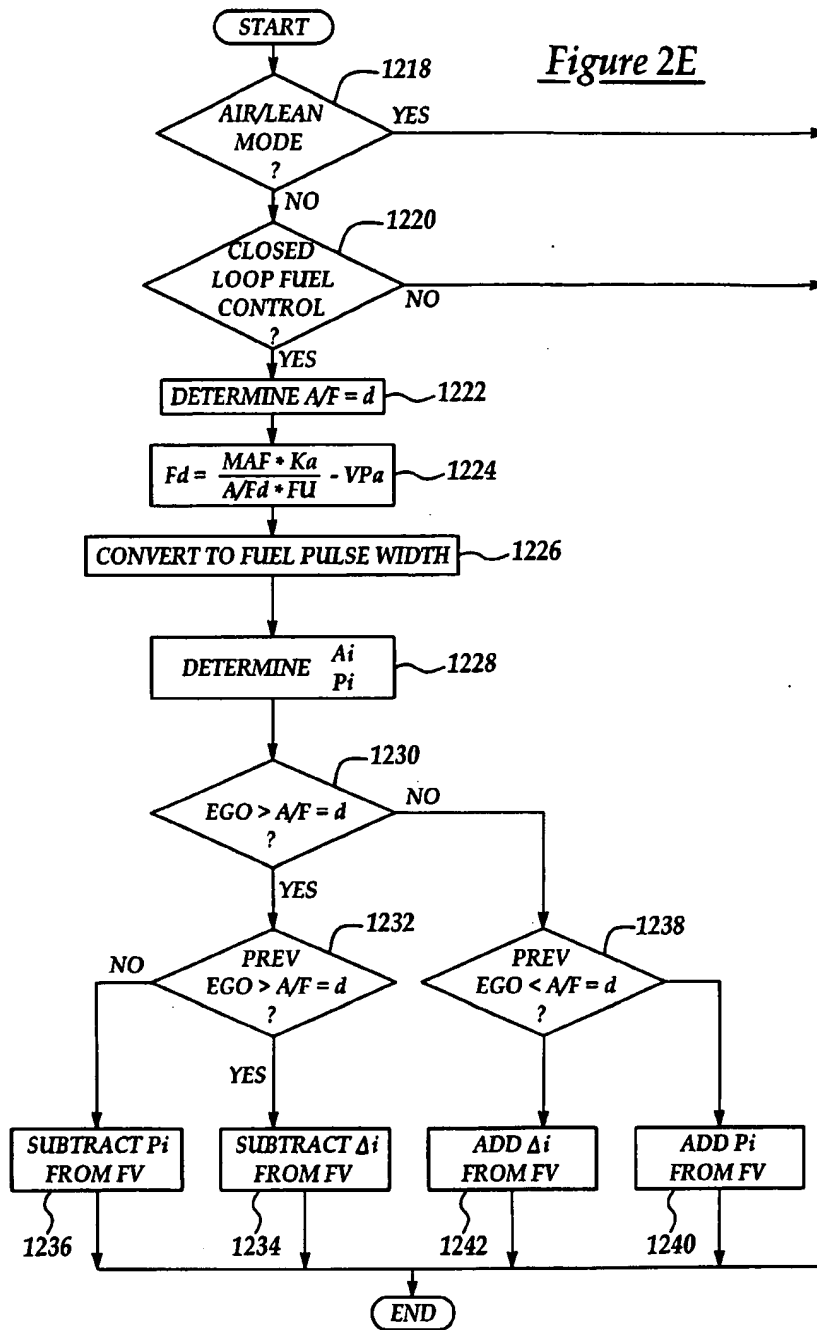 START
Figure 2E
1218
AIR/LEAN
MODE
?
YES
NO
1220
CLOSED
LOOP FUEL
CONTROL
?
NO
YES
DETERMINE A/F = d
1222
Fd = MAF * Ka / A/Fd * FU - VPa
1224
CONVERT TO FUEL PULSE WIDTH
1226
DETERMINE Ai
Pi
1228
1230
EGO > A/F = d
?
NO
YES
1232
PREV
EGO > A/F = d
?
NO
YES
1238
PREV
EGO < A/F = d
?
SUBTRACT Pi
FROM FV
1236
SUBTRACT Δi
FROM FV
1234
ADD Δi
FROM FV
1242
ADD Pi
FROM FV
1240
END